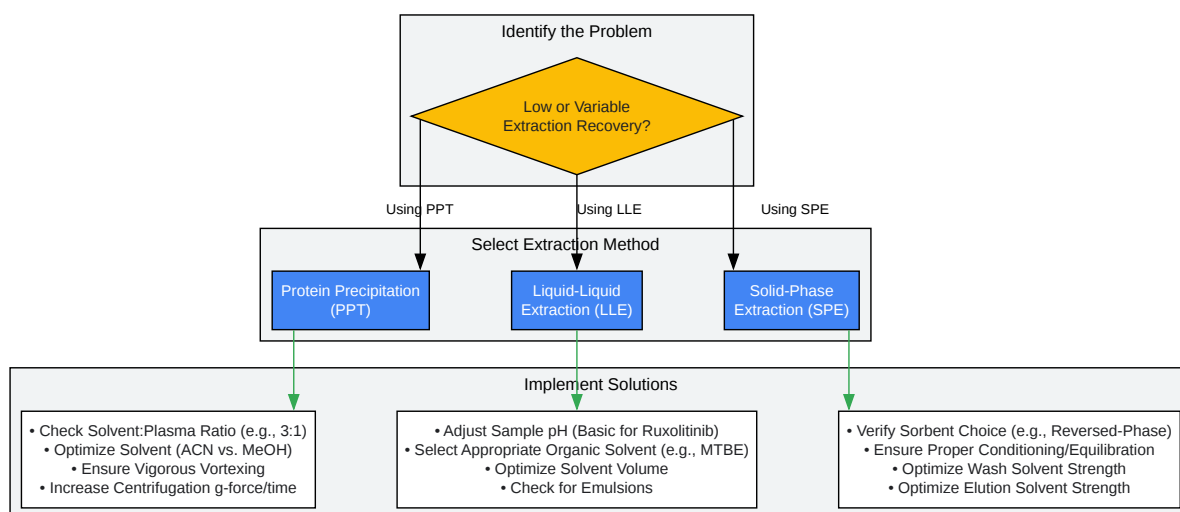 Identify the Problem
Low or Variable
Extraction Recovery?
Using PPT
Using LLE
Using SPE
Select Extraction Method
Protein Precipitation
(PPT)
Liquid-Liquid
Extraction (LLE)
Solid-Phase
Extraction (SPE)
Implement Solutions
• Check Solvent:Plasma Ratio (e.g., 3:1)
• Optimize Solvent (ACN vs. MeOH)
• Ensure Vigorous Vortexing
• Increase Centrifugation g-force/time
• Adjust Sample pH (Basic for Ruxolitinib)
• Select Appropriate Organic Solvent (e.g., MTBE)
• Optimize Solvent Volume
• Check for Emulsions
• Verify Sorbent Choice (e.g., Reversed-Phase)
• Ensure Proper Conditioning/Equilibration
• Optimize Wash Solvent Strength
• Optimize Elution Solvent Strength